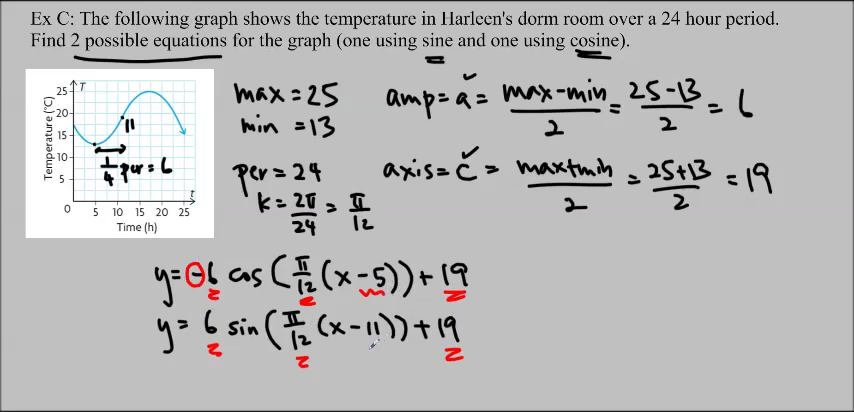 Ex C: The following graph shows the temperature in Harleen's dorm room over a 24 hour period.
Find 2 possible equations for the graph (one using sine and one using cosine).
T
25
20
15
10
5
0
5 10 15 20 25
t
Time (h)
Temperature (°C)
11
1/4 per = 6
max = 25
min = 13
amp = a = (max-min)/2 = (25-13)/2 = 6
per = 24
k = 2π/24 = π/12
axis = c = (max+min)/2 = (25+13)/2 = 19
y = -6 cos (π/12 (x-5)) + 19
y = 6 sin (π/12 (x-11)) + 19